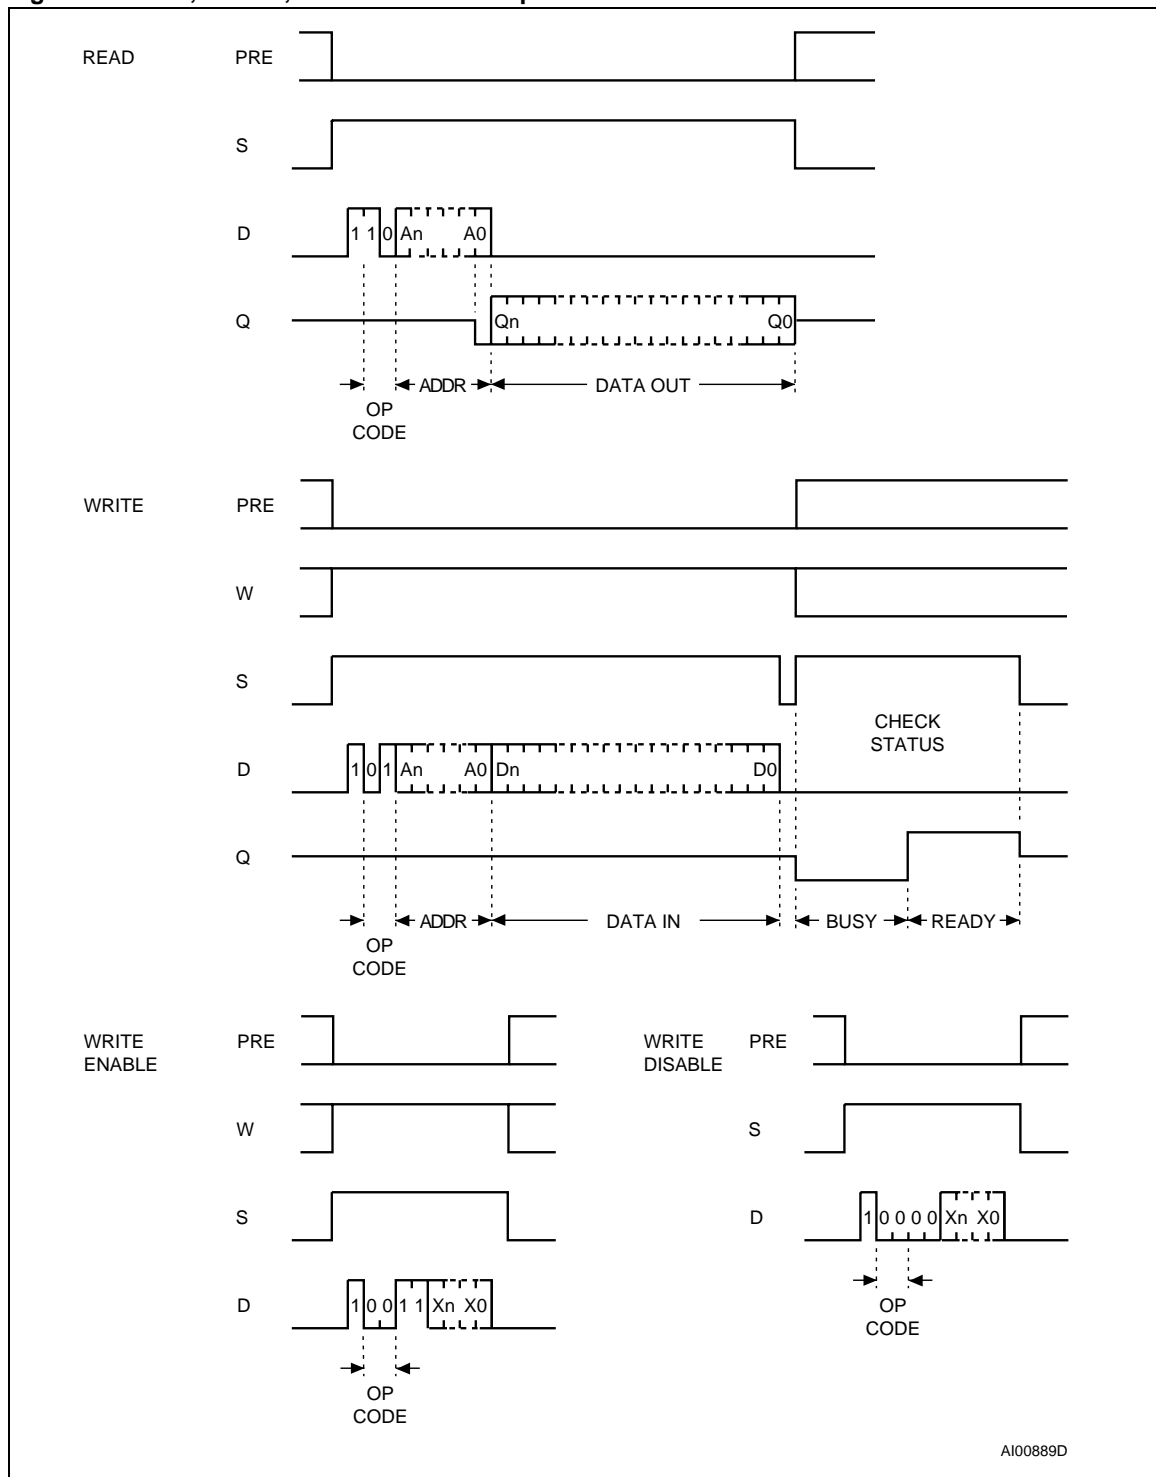 READ PRE
S
D 1 1 0 An A0
Q Qn Q0
ADDR DATA OUT
OP
CODE
WRITE PRE
W
S
CHECK
STATUS
D 1 0 1 An A0 Dn D0
Q
ADDR DATA IN BUSY READY
OP
CODE
WRITE
ENABLE
PRE
W
S
D 1 0 0 1 1 Xn X0
OP
CODE
WRITE
DISABLE
PRE
S
D 1 0 0 0 0 Xn X0
OP
CODE
AI00889D